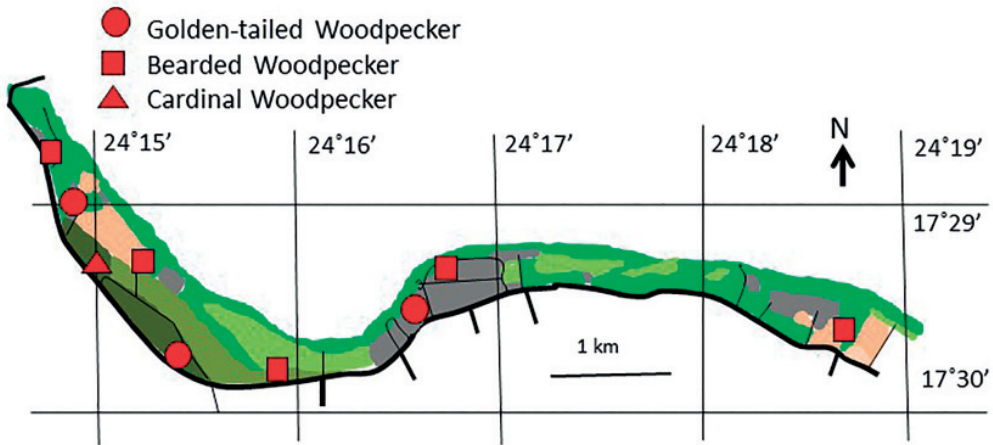 Golden-tailed Woodpecker
Bearded Woodpecker
Cardinal Woodpecker
24˚15’
24˚16’
24˚17’
24˚18’
N
24˚19’
17˚29’
1 km
17˚30’